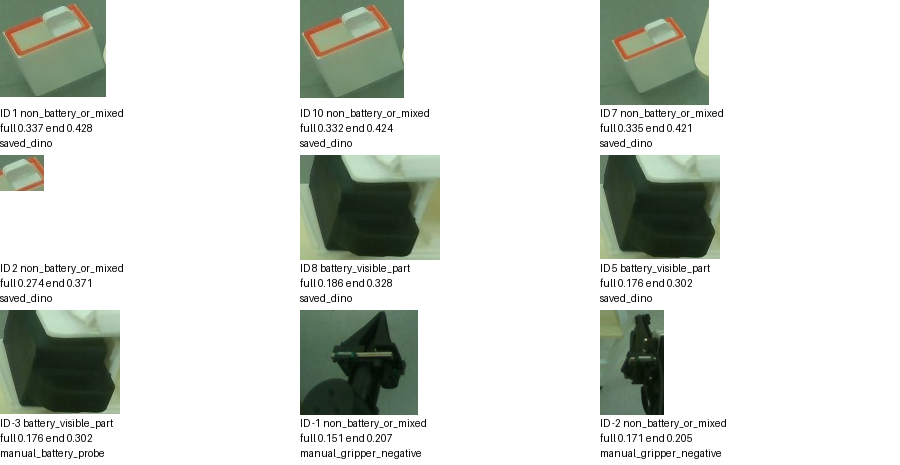 ID 1 non_battery_or_mixed
full 0.337 end 0.428
saved_dino
ID 10 non_battery_or_mixed
full 0.332 end 0.424
saved_dino
ID 7 non_battery_or_mixed
full 0.335 end 0.421
saved_dino
ID 2 non_battery_or_mixed
full 0.274 end 0.371
saved_dino
ID 8 battery_visible_part
full 0.186 end 0.328
saved_dino
ID 5 battery_visible_part
full 0.176 end 0.302
saved_dino
ID -3 battery_visible_part
full 0.176 end 0.302
manual_battery_probe
ID -1 non_battery_or_mixed
full 0.151 end 0.207
manual_gripper_negative
ID -2 non_battery_or_mixed
full 0.171 end 0.205
manual_gripper_negative